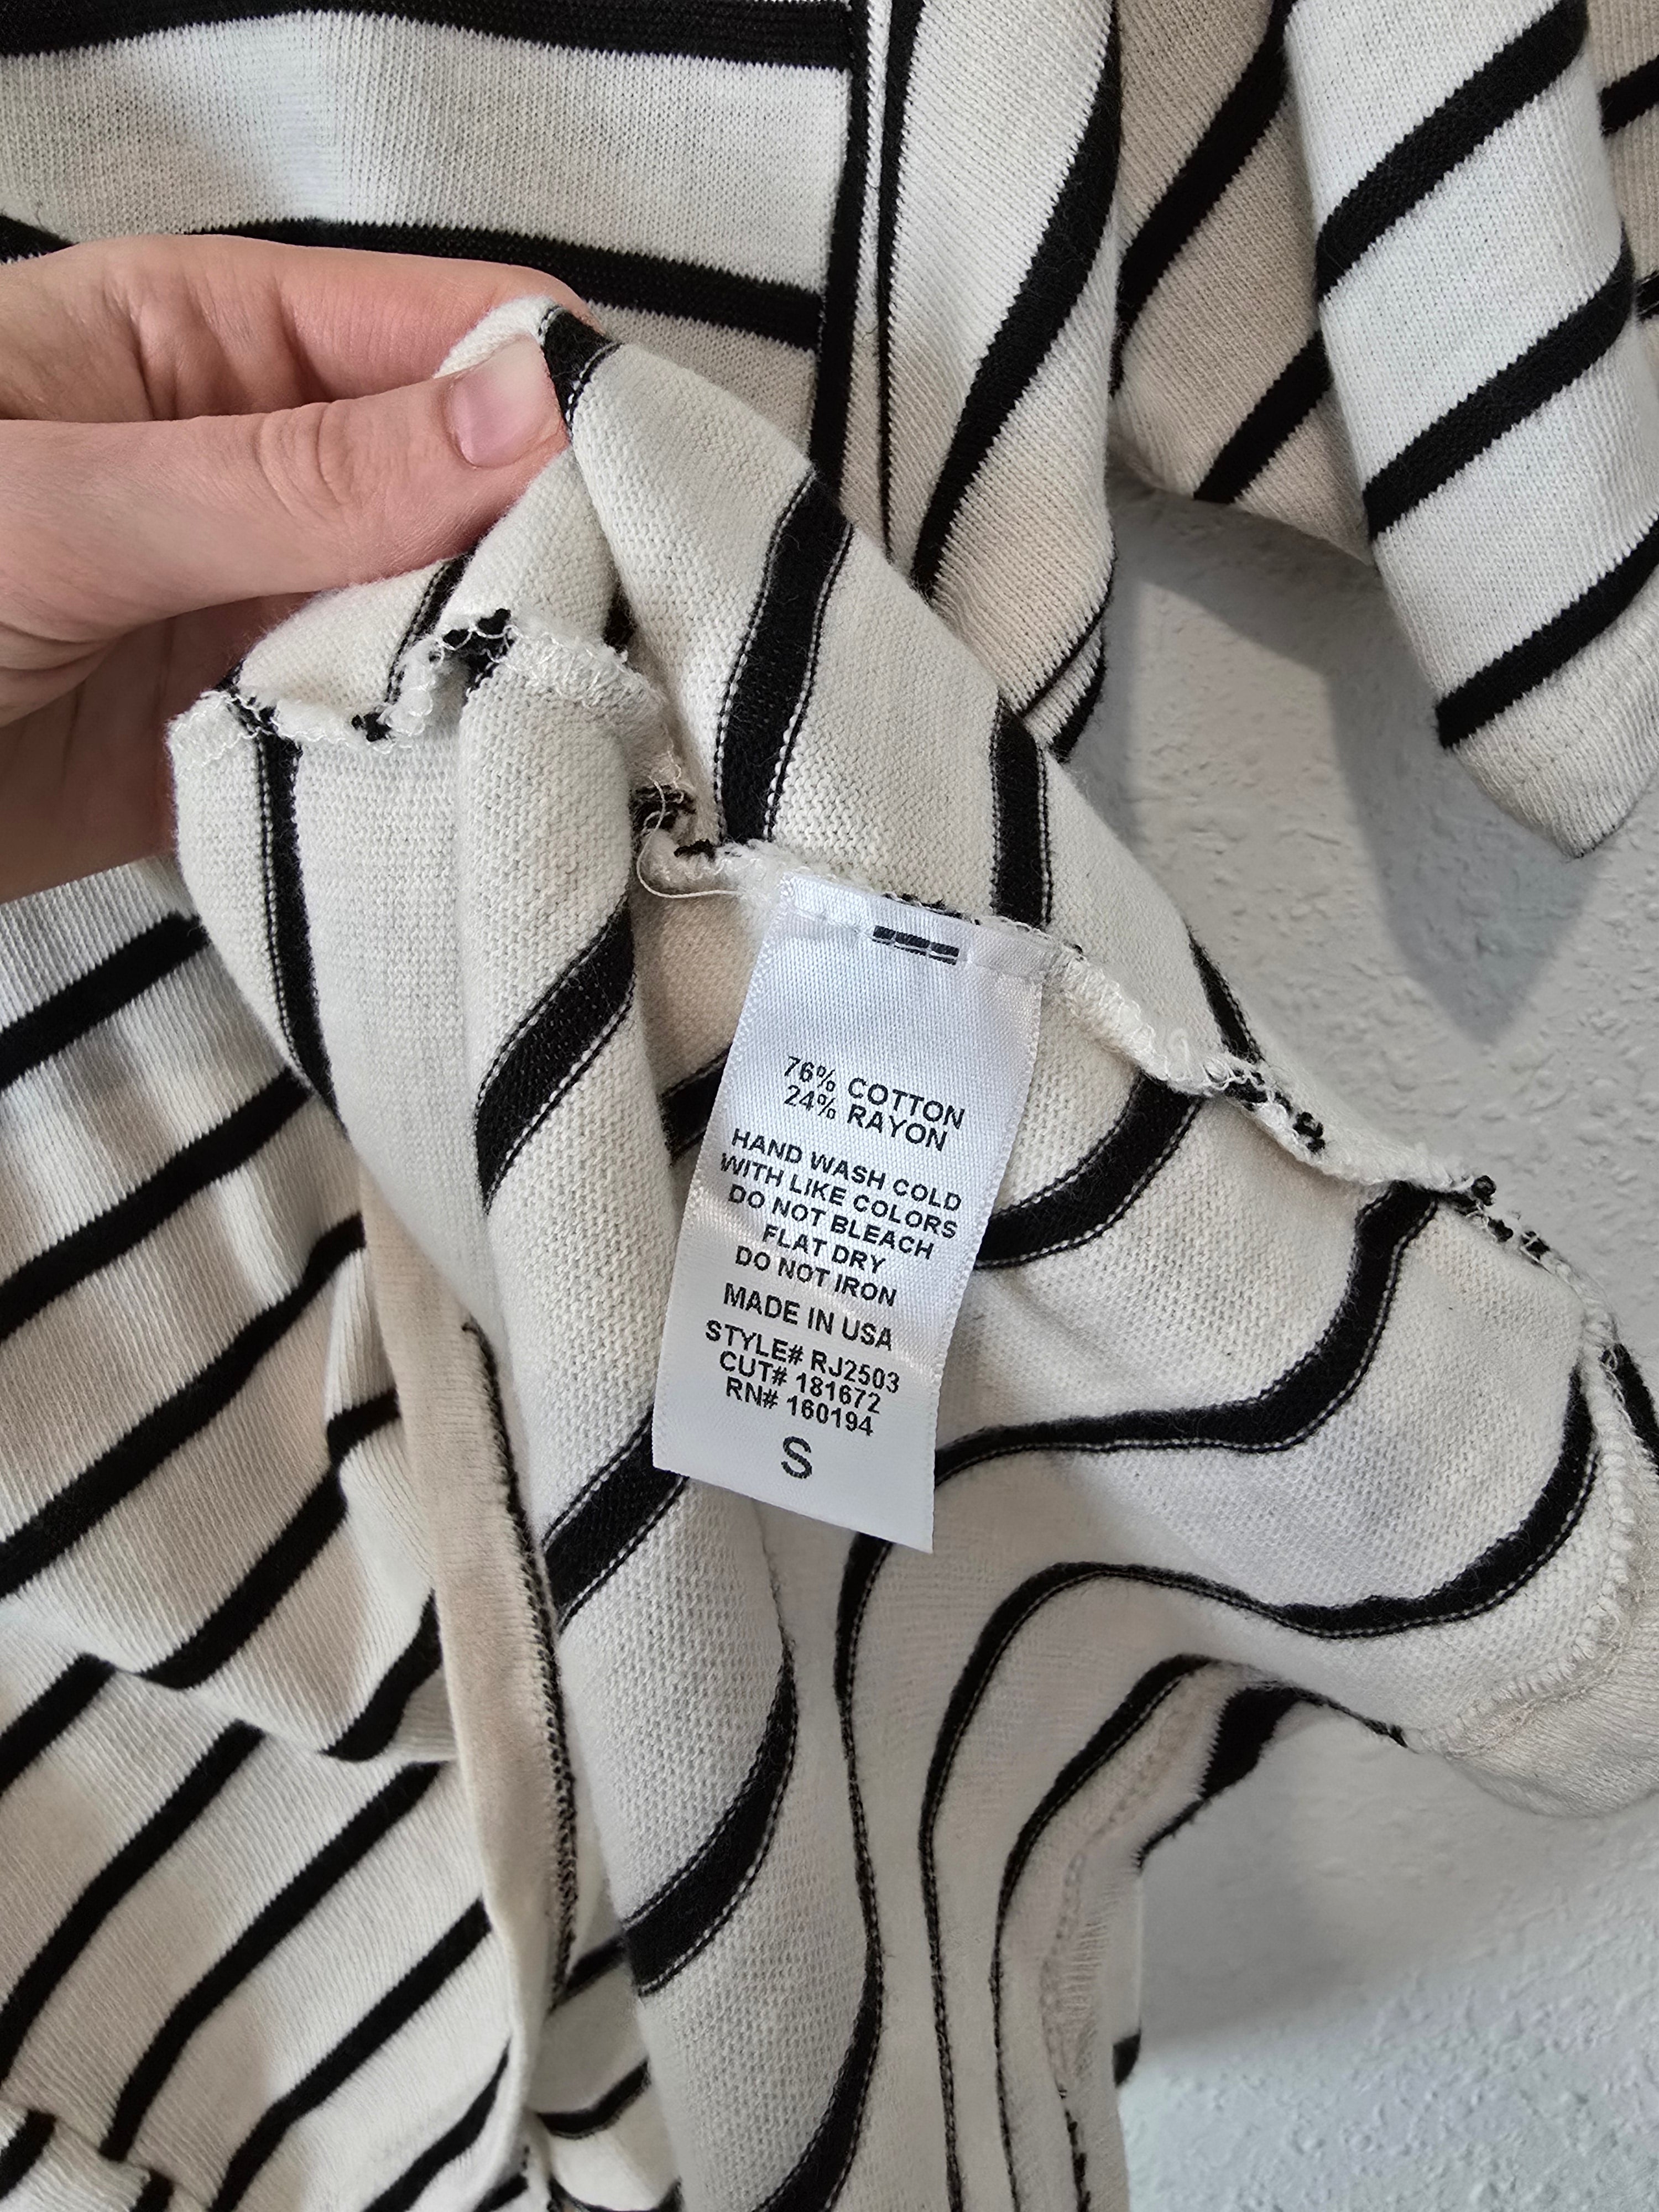 76% COTTON
24% RAYON
HAND WASH COLD
WITH LIKE COLORS
DO NOT BLEACH
FLAT DRY
DO NOT IRON
MADE IN USA
STYLE# RJ2503
CUT# 181672
RN# 160194
S